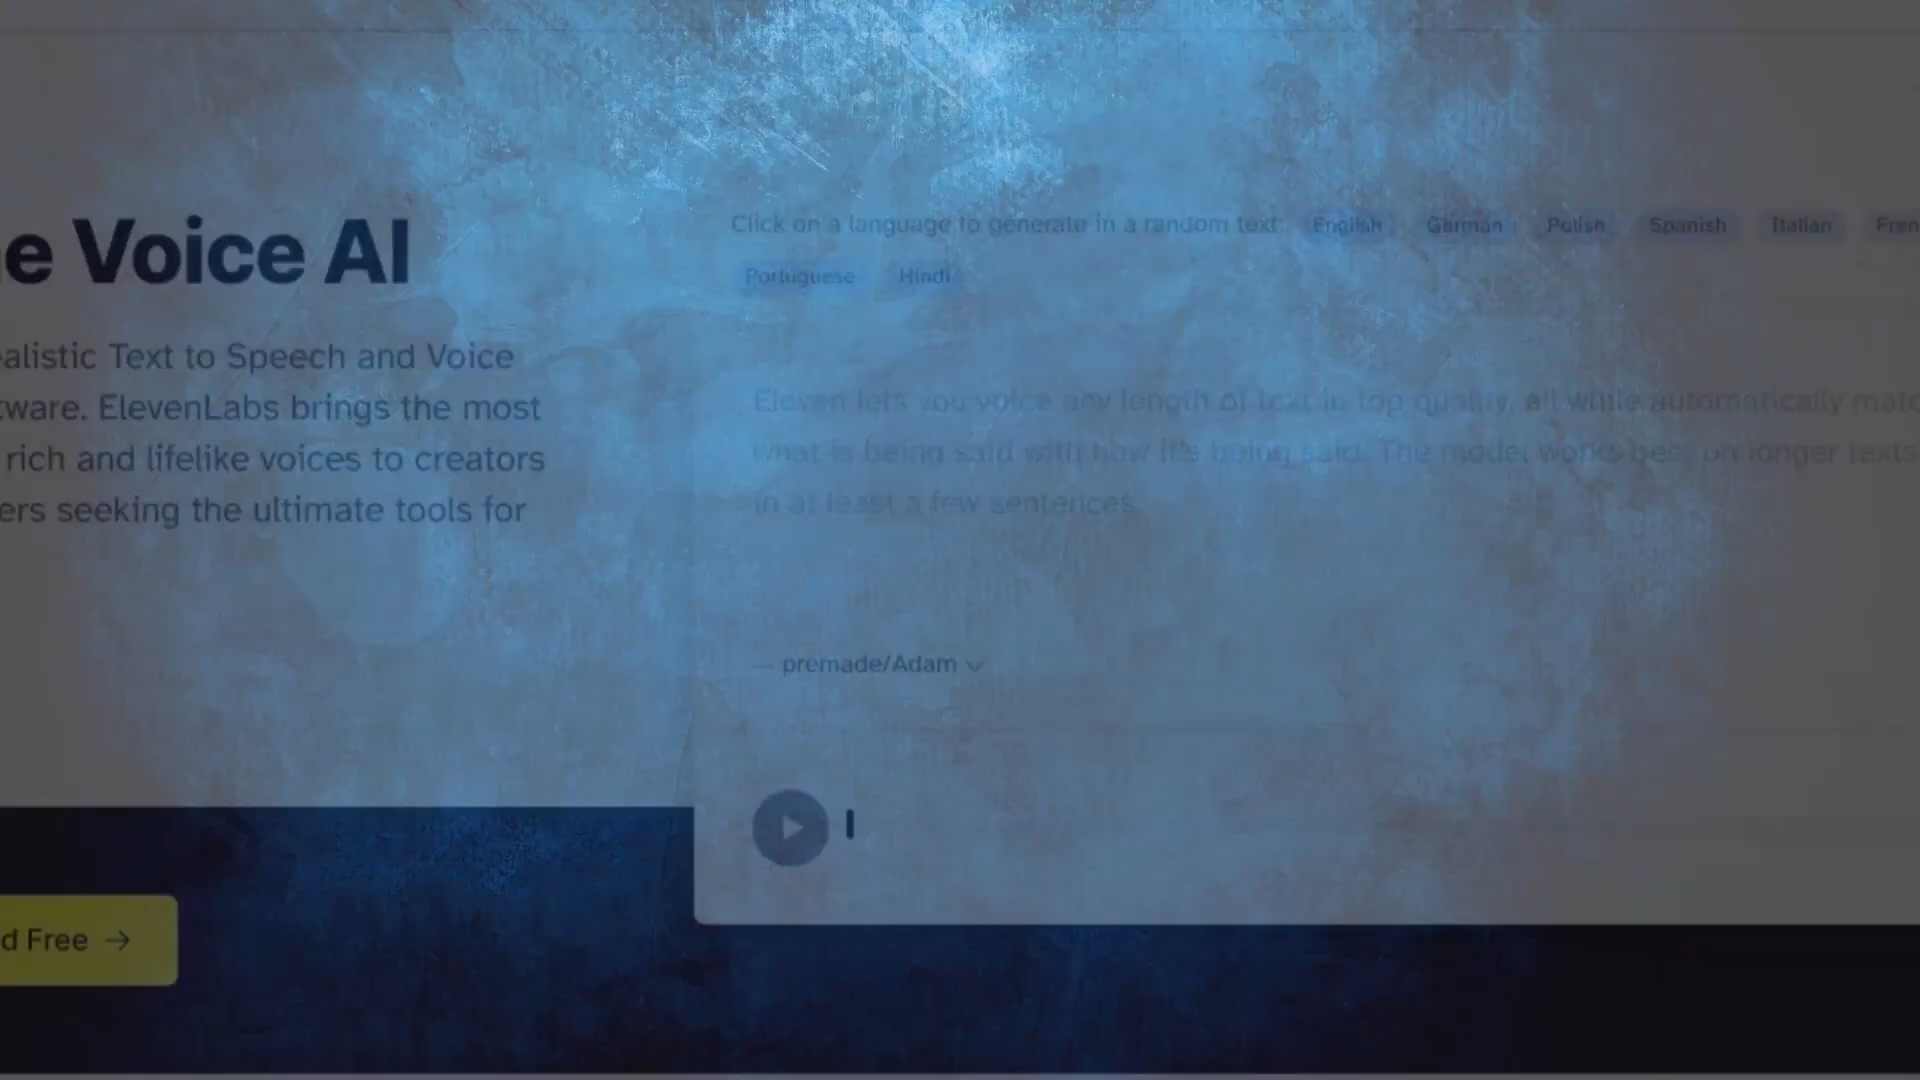 e Voice AI
alistic Text to Speech and Voice
ware. ElevenLabs brings the most
rich and lifelike voices to creators
ers seeking the ultimate tools for
d Free →
Click on a language to generate in a random text: English German Polish Spanish Italian Fren
Portuguese Hindi
Eleven lets you voice any length of text in top quality, all while automatically matc
what is being said with how it's being said. The model works best on longer texts
in at least a few sentences.
premade/Adam